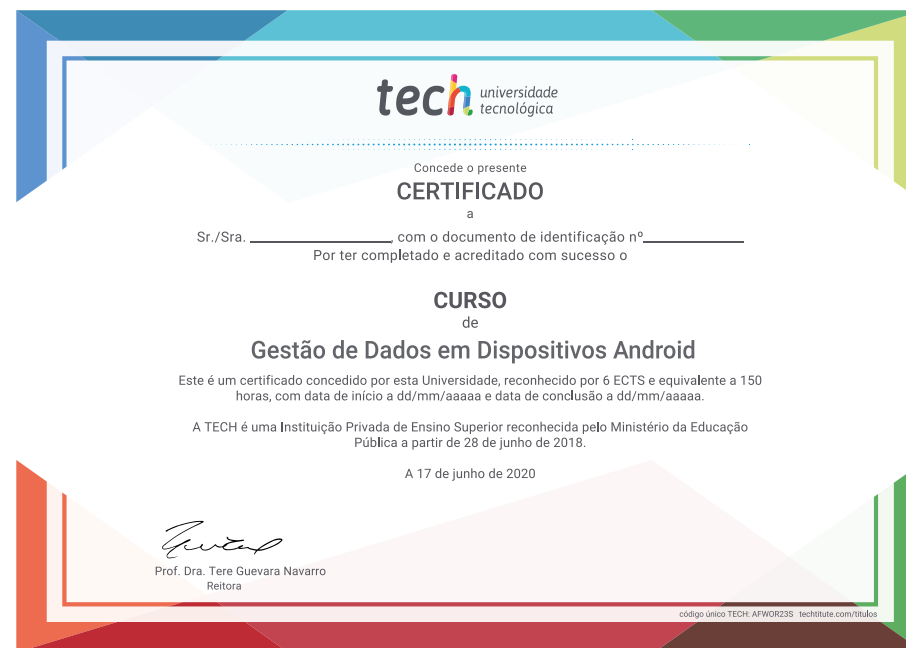 tech universidade
tecnológica
Concede o presente
CERTIFICADO
a
Sr./Sra. ____________________, com o documento de identificação nº______________
Por ter completado e acreditado com sucesso o
CURSO
de
Gestão de Dados em Dispositivos Android
Este é um certificado concedido por esta Universidade, reconhecido por 6 ECTS e equivalente a 150
horas, com data de início a dd/mm/aaaaa e data de conclusão a dd/mm/aaaaa.
A TECH é uma Instituição Privada de Ensino Superior reconhecida pelo Ministério da Educação
Pública a partir de 28 de junho de 2018.
A 17 de junho de 2020
Prof. Dra. Tere Guevara Navarro
Reitora
código único TECH: AFWOR23S techtitute.com/titulos